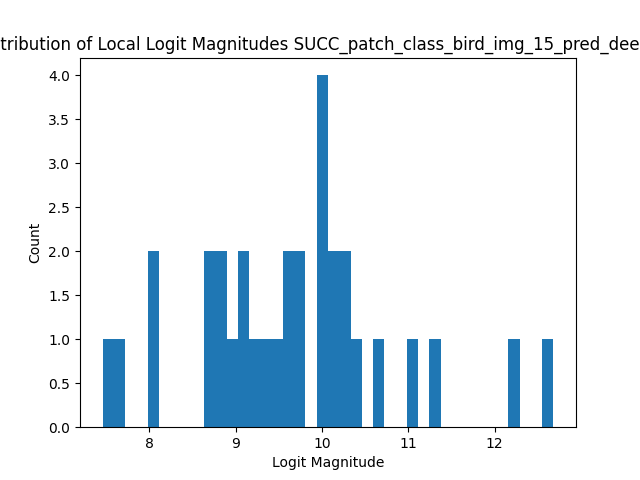 tribution of Local Logit Magnitudes SUCC_patch_class_bird_img_15_pred_dee
4.0
3.5
3.0
2.5
2.0
1.5
1.0
0.5
0.0
Count
8 9 10 11 12
Logit Magnitude